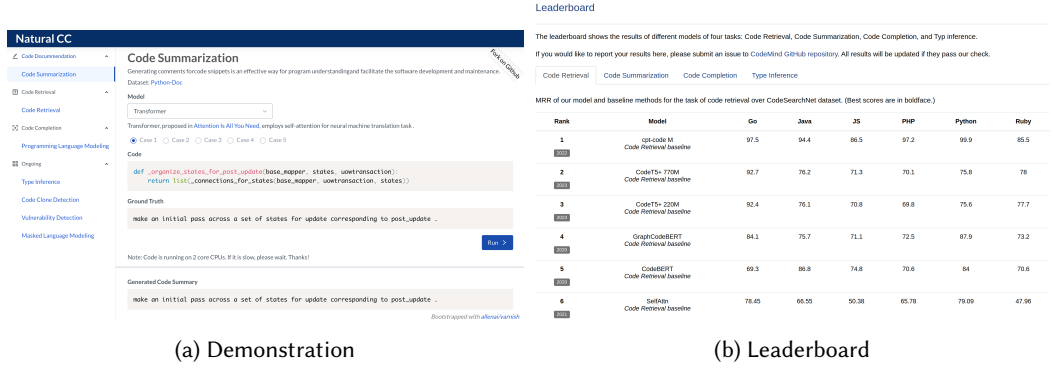 Natural CC
Code Docummendation
Code Summarization
Code Retrieval
Code Retrieval
Code Completion
Programming Language Modeling
Ongoing
Type Inference
Code Clone Detection
Vulnerability Detection
Masked Language Modeling
Fork on Github
Code Summarization
Generating comments forcode snippets is an effective way for program understandingand facilitate the software development and maintenance.
Dataset: Python-Doc
Model
Transformer
Transformer, proposed in Attention Is All You Need, employs self-attention for neural machine translation task .
Case 1 Case 2 Case 3 Case 4 Case 5
Code
def _organize_states_for_post_update(base_mapper, states, uowtransaction):
return list(_connections_for_states(base_mapper, uowtransaction, states))
Ground Truth
make an initial pass across a set of states for update corresponding to post_update .
Run >
Note: Code is running on 2 core CPUs, If it is slow, please wait. Thanks!
Generated Code Summary
make an initial pass across a set of states for update corresponding to post_update .
Bootstrapped with allenai/varnish
(a) Demonstration
Leaderboard
The leaderboard shows the results of different models of four tasks: Code Retrieval, Code Summarization, Code Completion, and Typ inference.
If you would like to report your results here, please submit an issue to CodeMind GitHub repository. All results will be updated if they pass our check.
Code Retrieval Code Summarization Code Completion Type Inference
MRR of our model and baseline methods for the task of code retrieval over CodeSearchNet dataset. (Best scores are in boldface.)
Rank Model Go Java JS PHP Python Ruby
1 cpt-code M 97.5 94.4 86.5 97.2 99.9 85.5
2022 Code Retrieval baseline
2 CodeT5+ 770M 92.7 76.2 71.3 70.1 75.8 78
2023 Code Retrieval baseline
3 CodeT5+ 220M 92.4 76.1 70.8 69.8 75.6 77.7
2023 Code Retrieval baseline
4 GraphCodeBERT 84.1 75.7 71.1 72.5 87.9 73.2
2020 Code Retrieval baseline
5 CodeBERT 69.3 86.8 74.8 70.6 84 70.6
2020 Code Retrieval baseline
6 SelfAttn 78.45 66.55 50.38 65.78 79.09 47.96
2021 Code Retrieval baseline
(b) Leaderboard